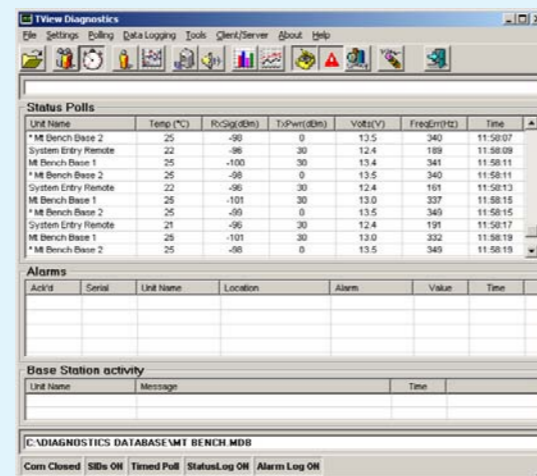 TView Diagnostics
File Settings Polling Data Logging Tools Client/Server About Help
Status Polls
Unit Name Temp (°C) RxSig(dBm) TxPwr(dBm) Volts(V) FreqErr(Hz) Time
* Mt Bench Base 2 25 -98 0 13.5 340 11:58:07
System Entry Remote 22 -96 30 12.4 189 11:58:09
Mt Bench Base 1 25 -100 30 13.4 341 11:58:11
* Mt Bench Base 2 25 -98 0 13.5 340 11:58:11
System Entry Remote 22 -96 30 12.4 161 11:58:13
Mt Bench Base 1 25 -101 30 13.0 337 11:58:15
* Mt Bench Base 2 25 -99 0 13.5 349 11:58:15
System Entry Remote 21 -96 30 12.4 191 11:58:17
Mt Bench Base 1 25 -101 30 13.0 332 11:58:19
* Mt Bench Base 2 25 -98 0 13.5 349 11:58:19
Alarms
Ack'd Serial Unit Name Location Alarm Value Time
Base Station activity
Unit Name Message Time
C:\DIAGNOSTICS DATABASE\MT BENCH.MDB
Com Closed SIDs ON Timed Poll StatusLog ON Alarm Log ON